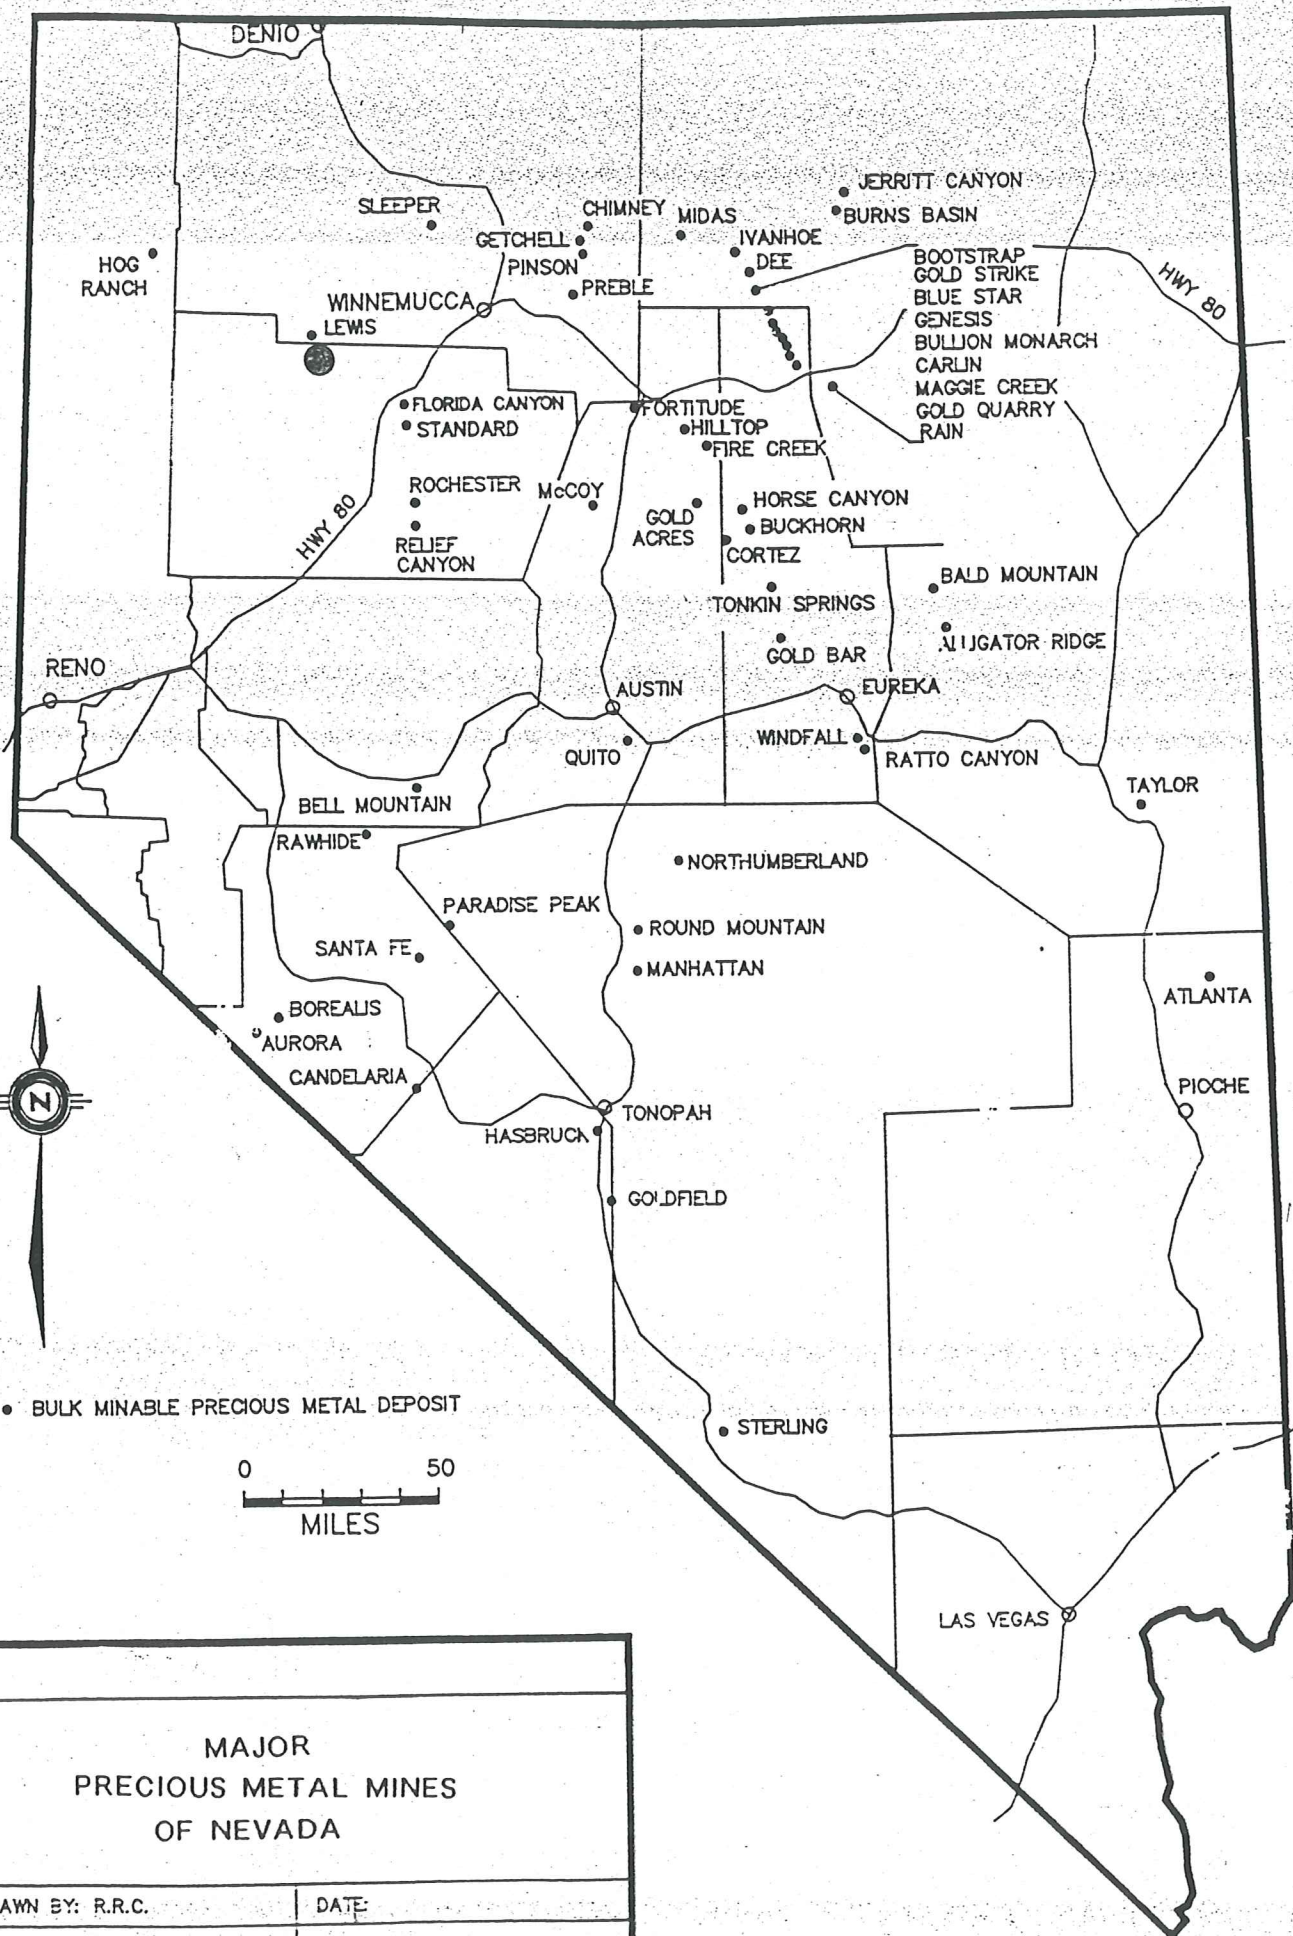 DENIO
JERRITT CANYON
BURNS BASIN
SLEEPER
CHIMNEY
MIDAS
GETCHELL
IVANHOE
PINSON
DEE
BOOTSTRAP
GOLD STRIKE
BLUE STAR
GENESIS
BULLION MONARCH
CARLIN
MAGGIE CREEK
GOLD QUARRY
RAIN
HWY 80
HOG
RANCH
PREBLE
WINNEMUCCA
LEWIS
FLORIDA CANYON
STANDARD
FORTITUDE
HILLTOP
FIRE CREEK
ROCHESTER
McCOY
HORSE CANYON
GOLD
ACRES
BUCKHORN
HWY 80
RELIEF
CANYON
CORTEZ
BALD MOUNTAIN
TONKIN SPRINGS
ALLIGATOR RIDGE
GOLD BAR
RENO
AUSTIN
EUREKA
QUITO
WINDFALL
RATTO CANYON
BELL MOUNTAIN
TAYLOR
RAWHIDE
NORTHUMBERLAND
PARADISE PEAK
ROUND MOUNTAIN
SANTA FE
MANHATTAN
ATLANTA
BOREALIS
AURORA
CANDELARIA
N
PIOCHE
TONOPAH
HASBRUCK
GOLDFIELD
BULK MINABLE PRECIOUS METAL DEPOSIT
STERLING
0 50
MILES
LAS VEGAS
MAJOR
PRECIOUS METAL MINES
OF NEVADA
AWN BY: R.R.C.
DATE: